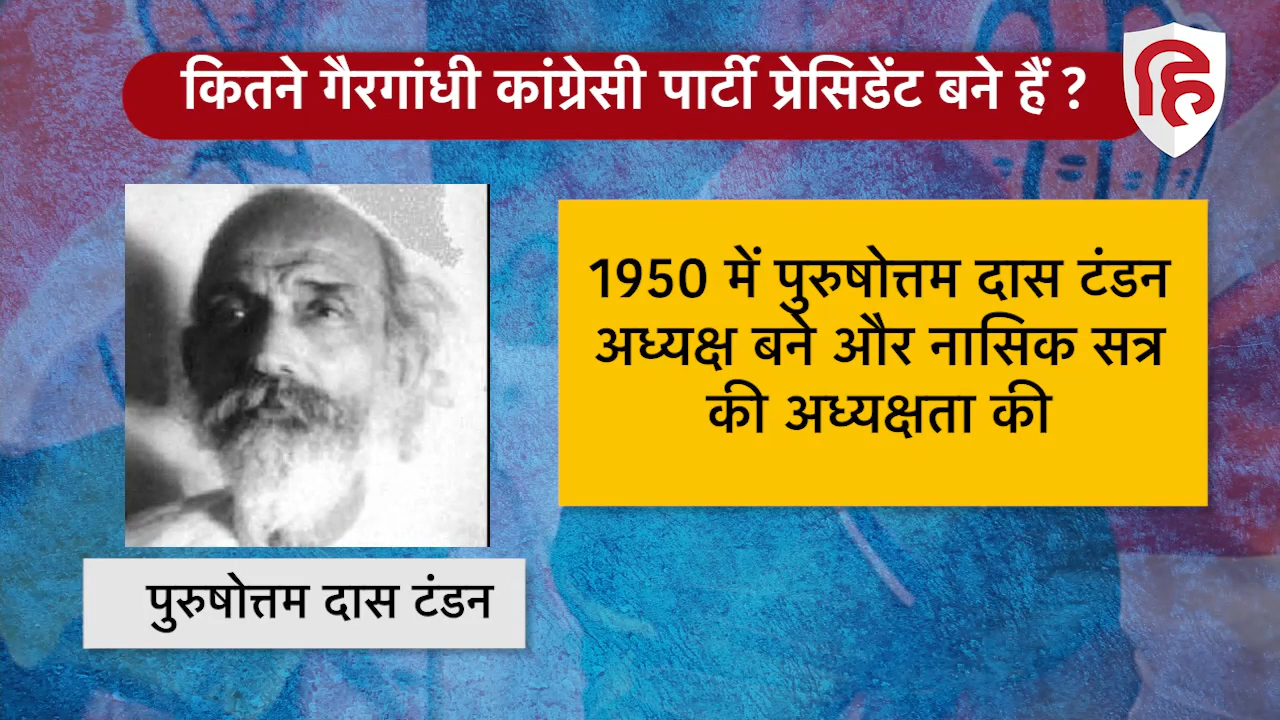 कितने गैरगांधी कांग्रेसी पार्टी प्रेसिडेंट बने हैं ?
हि
1950 में पुरुषोत्तम दास टंडन
अध्यक्ष बने और नासिक सत्र
की अध्यक्षता की
पुरुषोत्तम दास टंडन